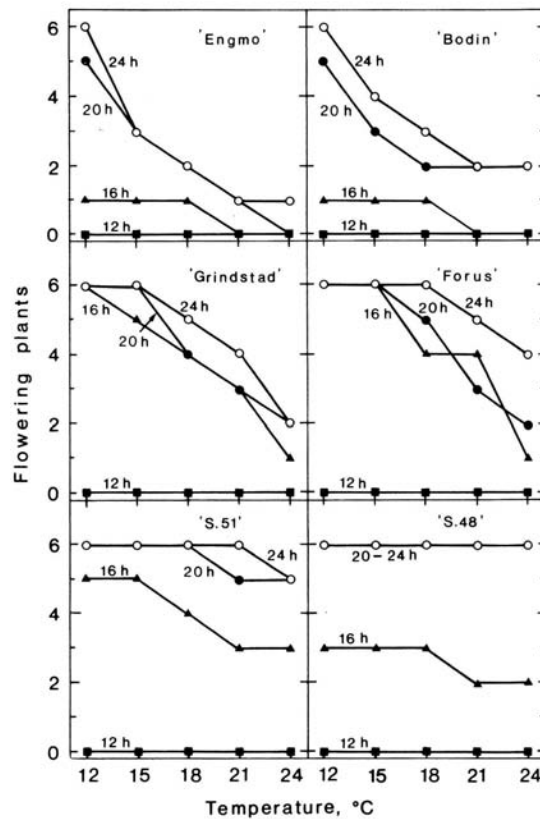 'Engmo' 'Bodin'
6
24 h 24 h
4
20 h 20 h
2
16 h 16 h
12 h 12 h
0
'Grindstad' 'Forus'
6
16 h 24 h 16 h 20 h 24 h
20 h
4
2
12 h 12 h
0
'S.51' 'S.48'
6
24 h 20 – 24 h
16 h 20 h
4
16 h
2
12 h 12 h
0
12 15 18 21 24 12 15 18 21 24
Temperature, °C
Flowering plants